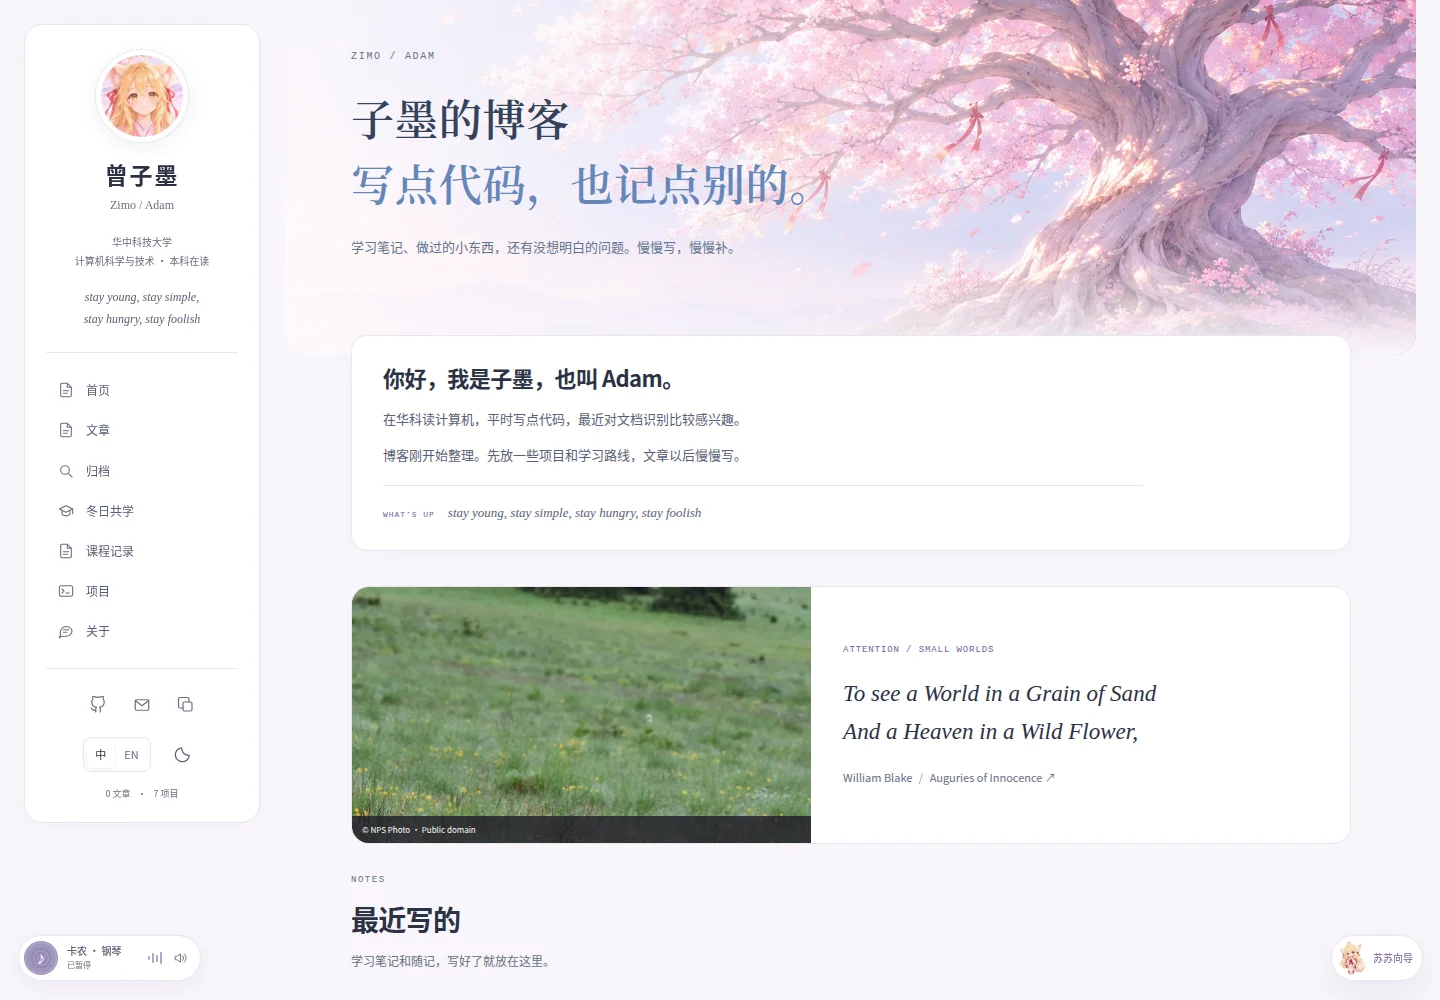 曾子墨
Zimo / Adam
华中科技大学
计算机科学与技术 · 本科在读
stay young, stay simple,
stay hungry, stay foolish
首页
文章
归档
冬日共学
课程记录
项目
关于
中 EN
0 文章 · 7 项目
卡农 · 钢琴
已暂停
ZIMO / ADAM
子墨的博客
写点代码，也记点别的。
学习笔记、做过的小东西，还有没想明白的问题。慢慢写，慢慢补。
你好，我是子墨，也叫 Adam。
在华科读计算机，平时写点代码，最近对文档识别比较感兴趣。
博客刚开始整理。先放一些项目和学习路线，文章以后慢慢写。
WHAT'S UP stay young, stay simple, stay hungry, stay foolish
© NPS Photo · Public domain
ATTENTION / SMALL WORLDS
To see a World in a Grain of Sand
And a Heaven in a Wild Flower,
William Blake / Auguries of Innocence ↗
NOTES
最近写的
学习笔记和随记，写好了就放在这里。
苏苏向导